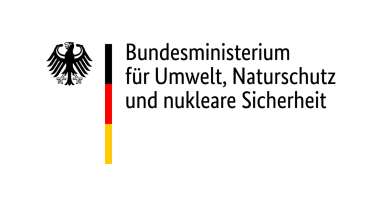 Bundesministerium
für Umwelt, Naturschutz
und nukleare Sicherheit